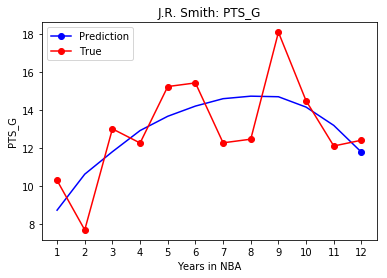 J.R. Smith: PTS_G
Prediction
True
PTS_G
18
16
14
12
10
8
1 2 3 4 5 6 7 8 9 10 11 12
Years in NBA